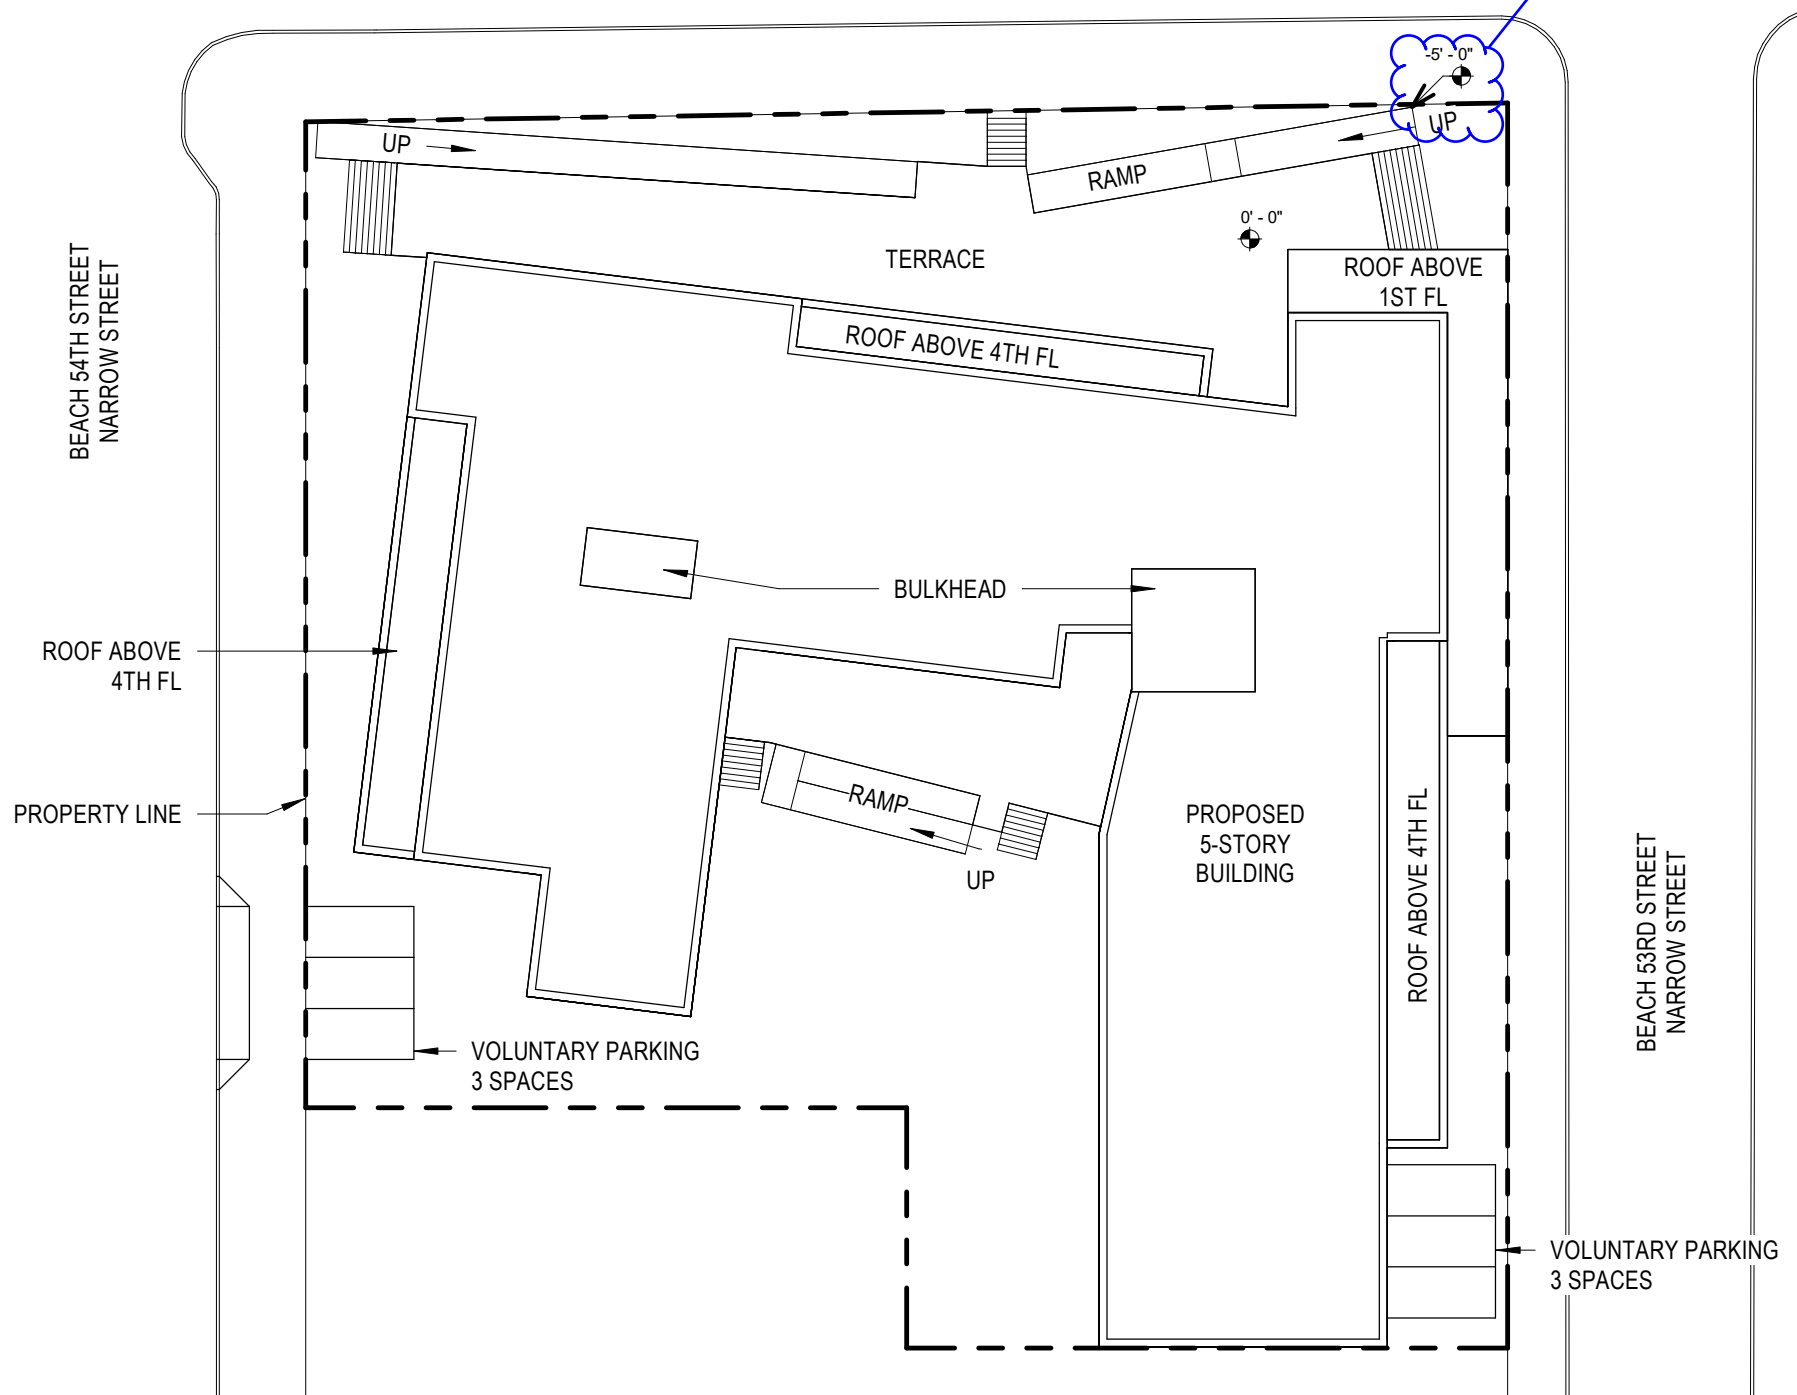 -5' - 0"
UP
UP
RAMP
0' - 0"
TERRACE
ROOF ABOVE
1ST FL
BEACH 54TH STREET
NARROW STREET
ROOF ABOVE 4TH FL
BULKHEAD
ROOF ABOVE
4TH FL
PROPERTY LINE
RAMP
UP
PROPOSED
5-STORY
BUILDING
ROOF ABOVE 4TH FL
BEACH 53RD STREET
NARROW STREET
VOLUNTARY PARKING
3 SPACES
VOLUNTARY PARKING
3 SPACES